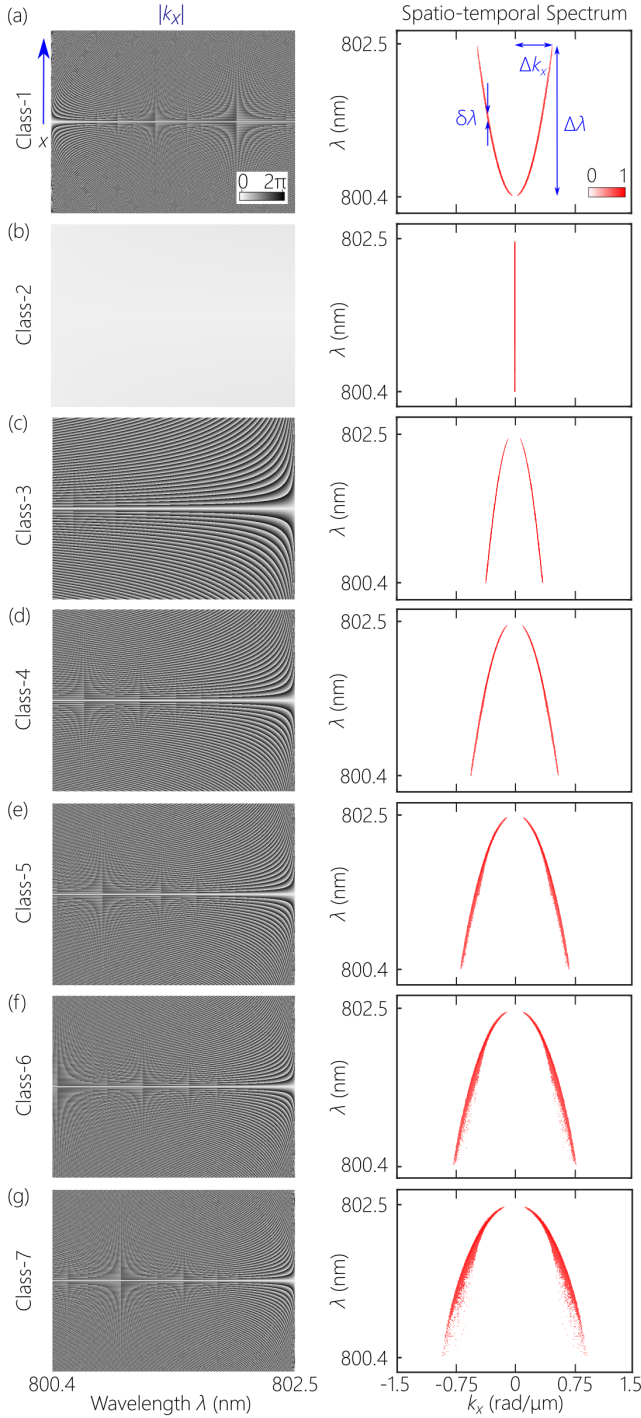 (a) |kₓ| Spatio-temporal Spectrum
Class-1
x
0 2π
802.5
λ (nm)
800.4
Δkₓ
δλ
Δλ
0 1
(b)
Class-2
802.5
λ (nm)
800.4
(c)
Class-3
802.5
λ (nm)
800.4
(d)
Class-4
802.5
λ (nm)
800.4
(e)
Class-5
802.5
λ (nm)
800.4
(f)
Class-6
802.5
λ (nm)
800.4
(g)
Class-7
802.5
λ (nm)
800.4
800.4 802.5
Wavelength λ (nm)
-1.5 -0.75 0 0.75 1.5
kₓ (rad/μm)